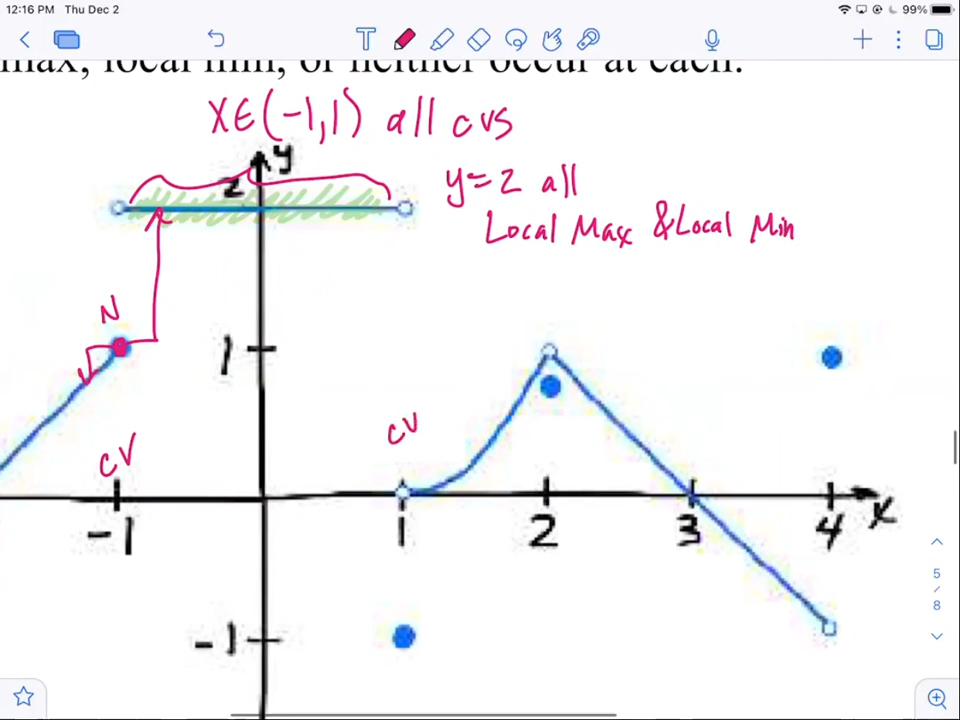 12:16 PM Thu Dec 2
99%
T
max, local min, or neither occur at each.
X∈(-1,1) all cvs
y
2
y=2 all
Local Max & Local Min
N
1
cv
cv
-1
1
2
3
4
x
-1
5
/
8